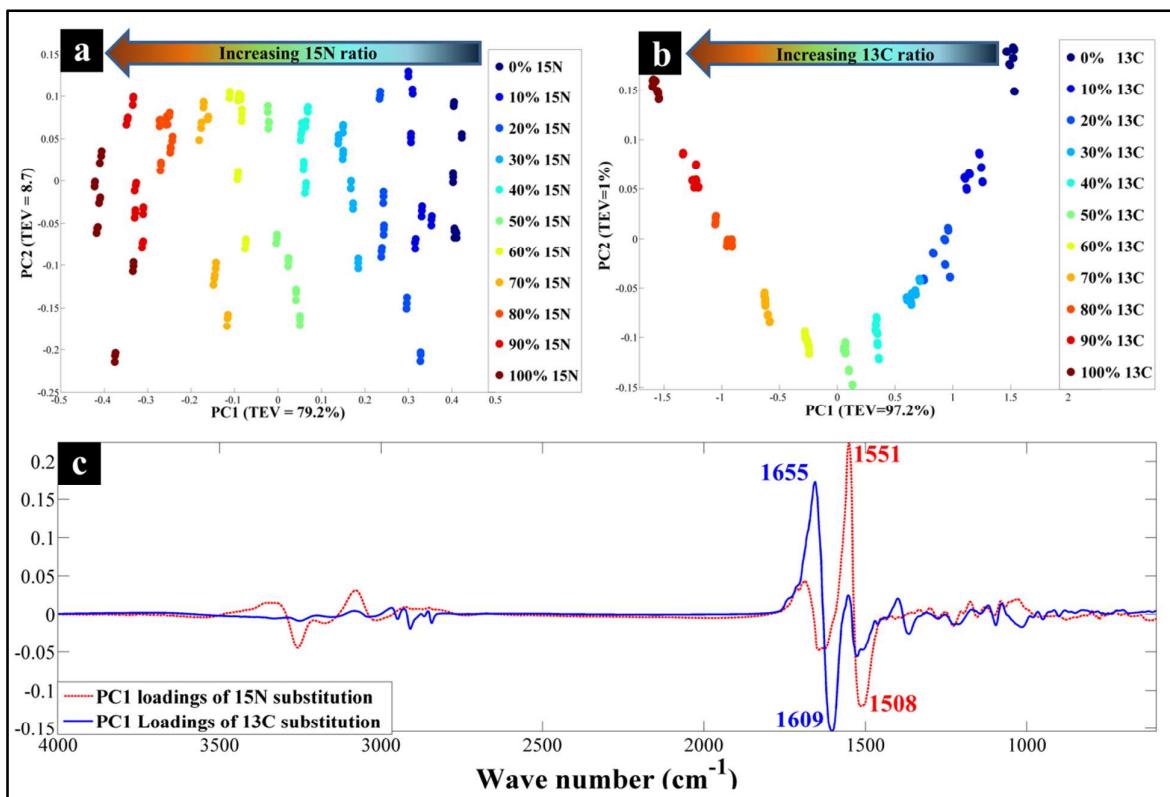 a
Increasing 15N ratio
0.15
0.1
0.05
0
-0.05
-0.1
-0.15
-0.2
-0.25
PC2 (TEV = 8.7)
-0.5
-0.4
-0.3
-0.2
-0.1
0
0.1
0.2
0.3
0.4
0.5
PC1 (TEV = 79.2%)
0% 15N
10% 15N
20% 15N
30% 15N
40% 15N
50% 15N
60% 15N
70% 15N
80% 15N
90% 15N
100% 15N
b
Increasing 13C ratio
0.15
0.1
0.05
0
-0.05
-0.1
-0.15
PC2 (TEV=1%)
-1.5
-1
-0.5
0
0.5
1
1.5
2
PC1 (TEV=97.2%)
0% 13C
10% 13C
20% 13C
30% 13C
40% 13C
50% 13C
60% 13C
70% 13C
80% 13C
90% 13C
100% 13C
c
0.2
0.15
0.1
0.05
0
-0.05
-0.1
-0.15
1655
1551
1609
1508
PC1 loadings of 15N substitution
PC1 Loadings of 13C substitution
4000
3500
3000
2000
1500
1000
Wave number (cm⁻¹)